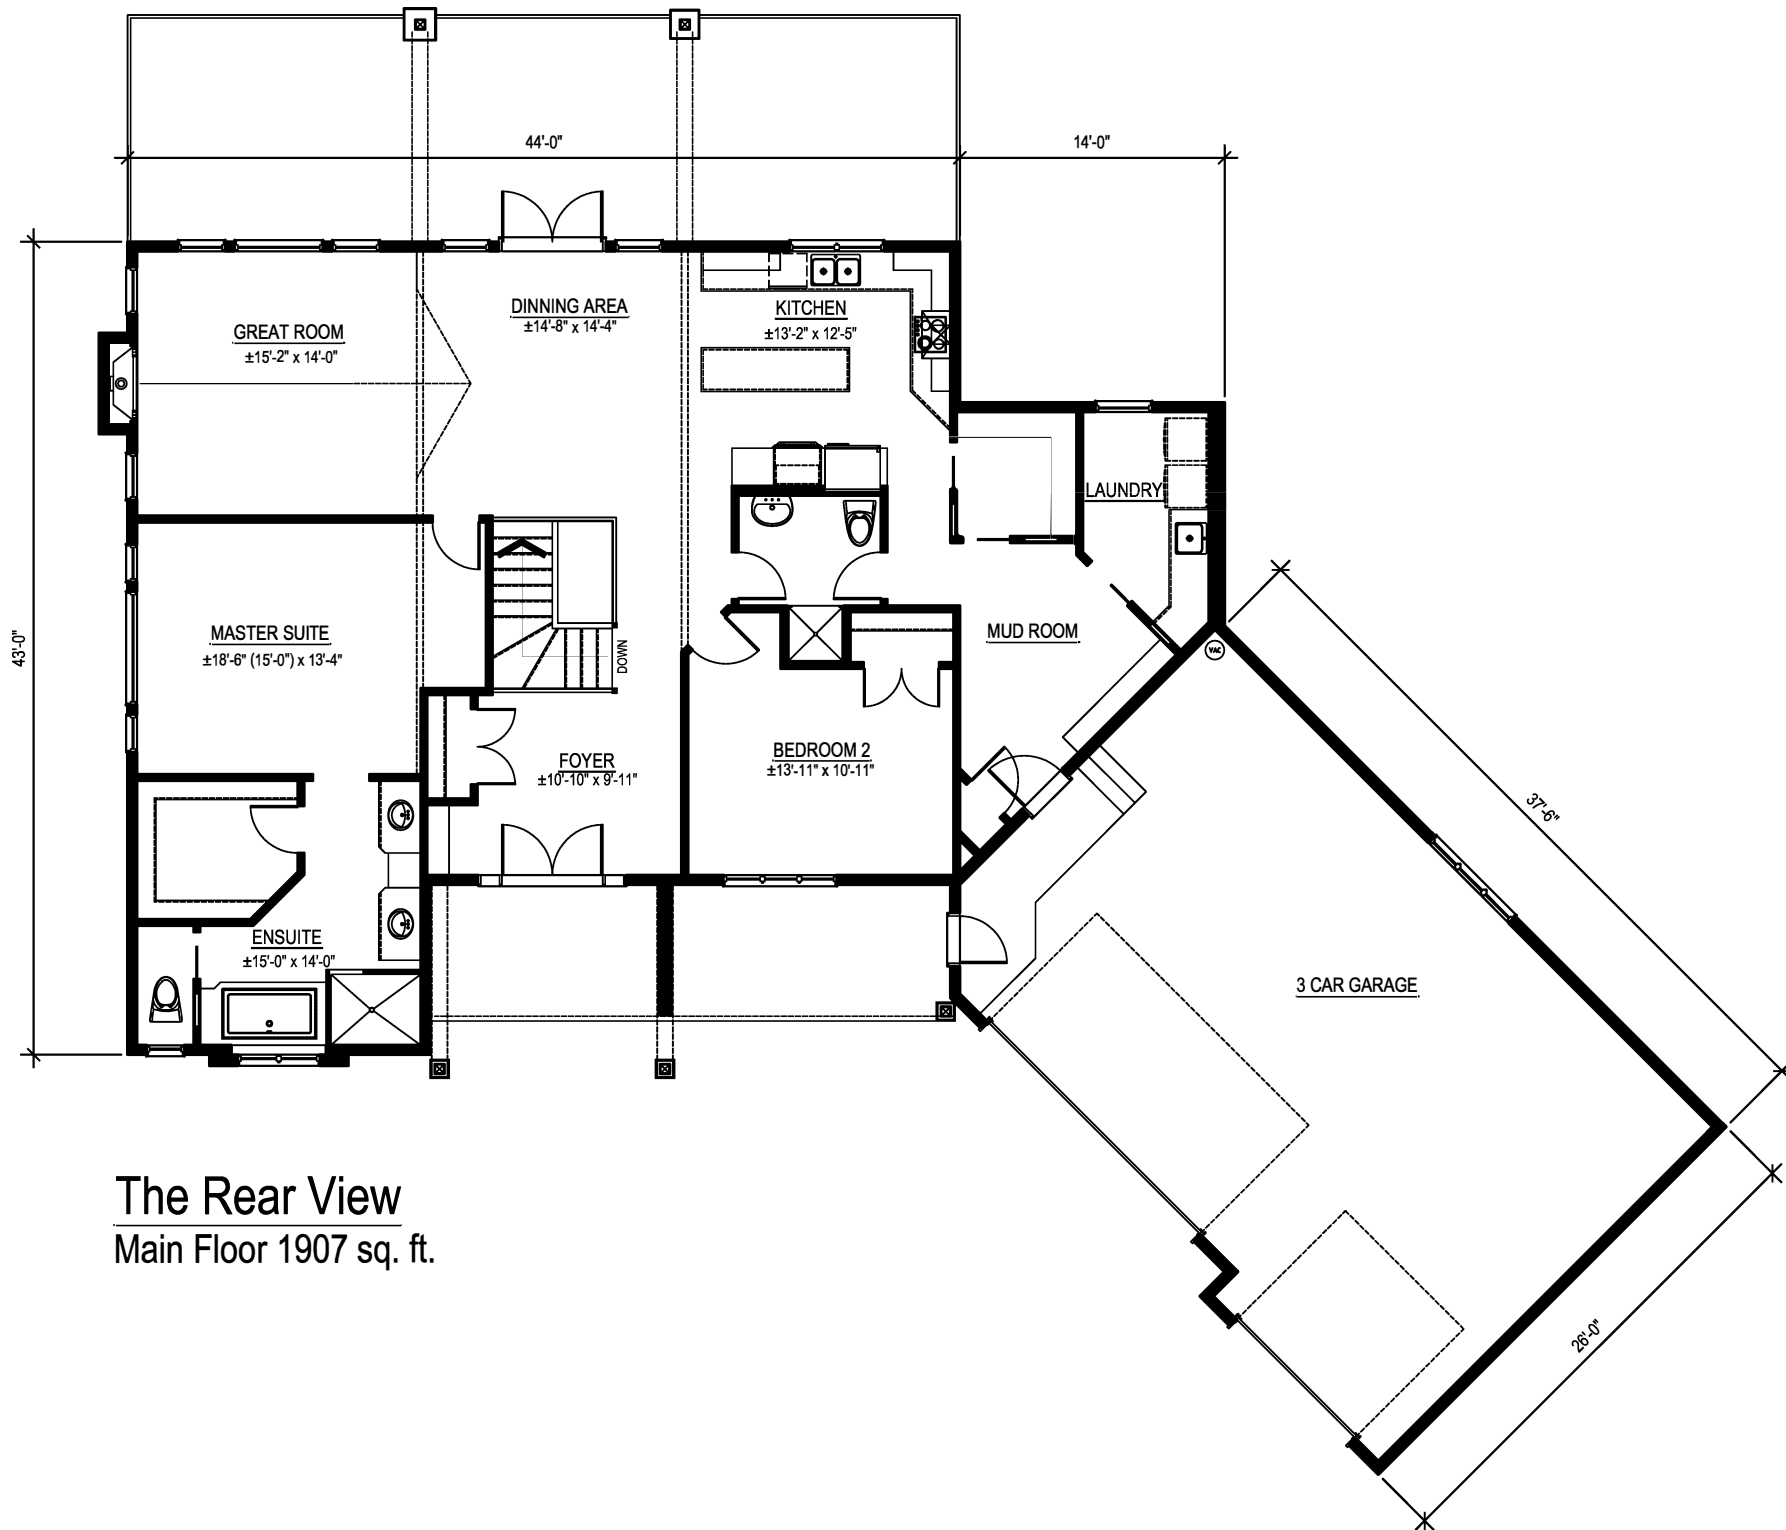 44'-0"
14'-0"
DINNING AREA
±14'-8" x 14'-4"
KITCHEN
±13'-2" x 12'-5"
GREAT ROOM
±15'-2" x 14'-0"
LAUNDRY
43'-0"
MASTER SUITE
±18'-6" (15'-0") x 13'-4"
DOWN
MUD ROOM
VAC
FOYER
±10'-10" x 9'-11"
BEDROOM 2
±13'-11" x 10'-11"
37'-6"
ENSUITE
±15'-0" x 14'-0"
3 CAR GARAGE
The Rear View
Main Floor 1907 sq. ft.
26'-0"